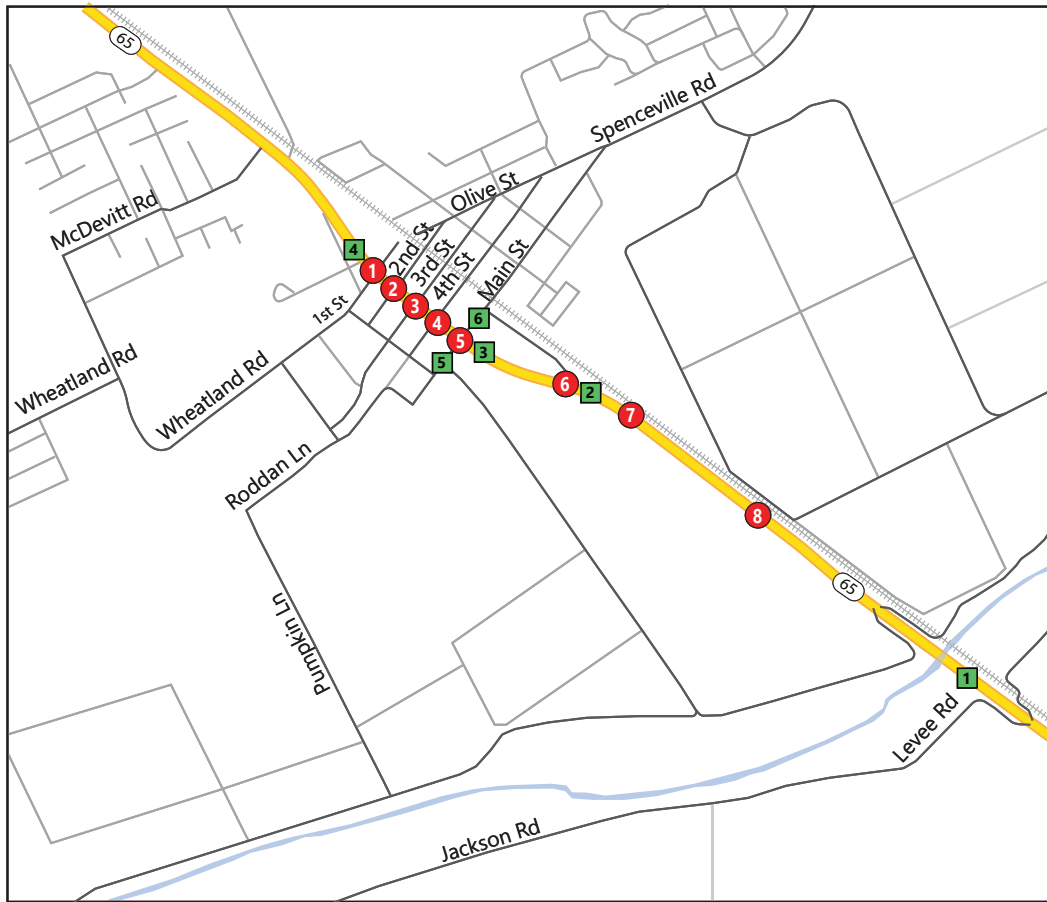 65
Spenceville Rd
Olive St
McDevitt Rd
2nd St
3rd St
4th St
Main St
4
1
2
3
4
5
6
3
5
1st St
Wheatland Rd
Wheatland Rd
6
2
7
Roddan Ln
8
65
Pumpkin Ln
1
Levee Rd
Jackson Rd